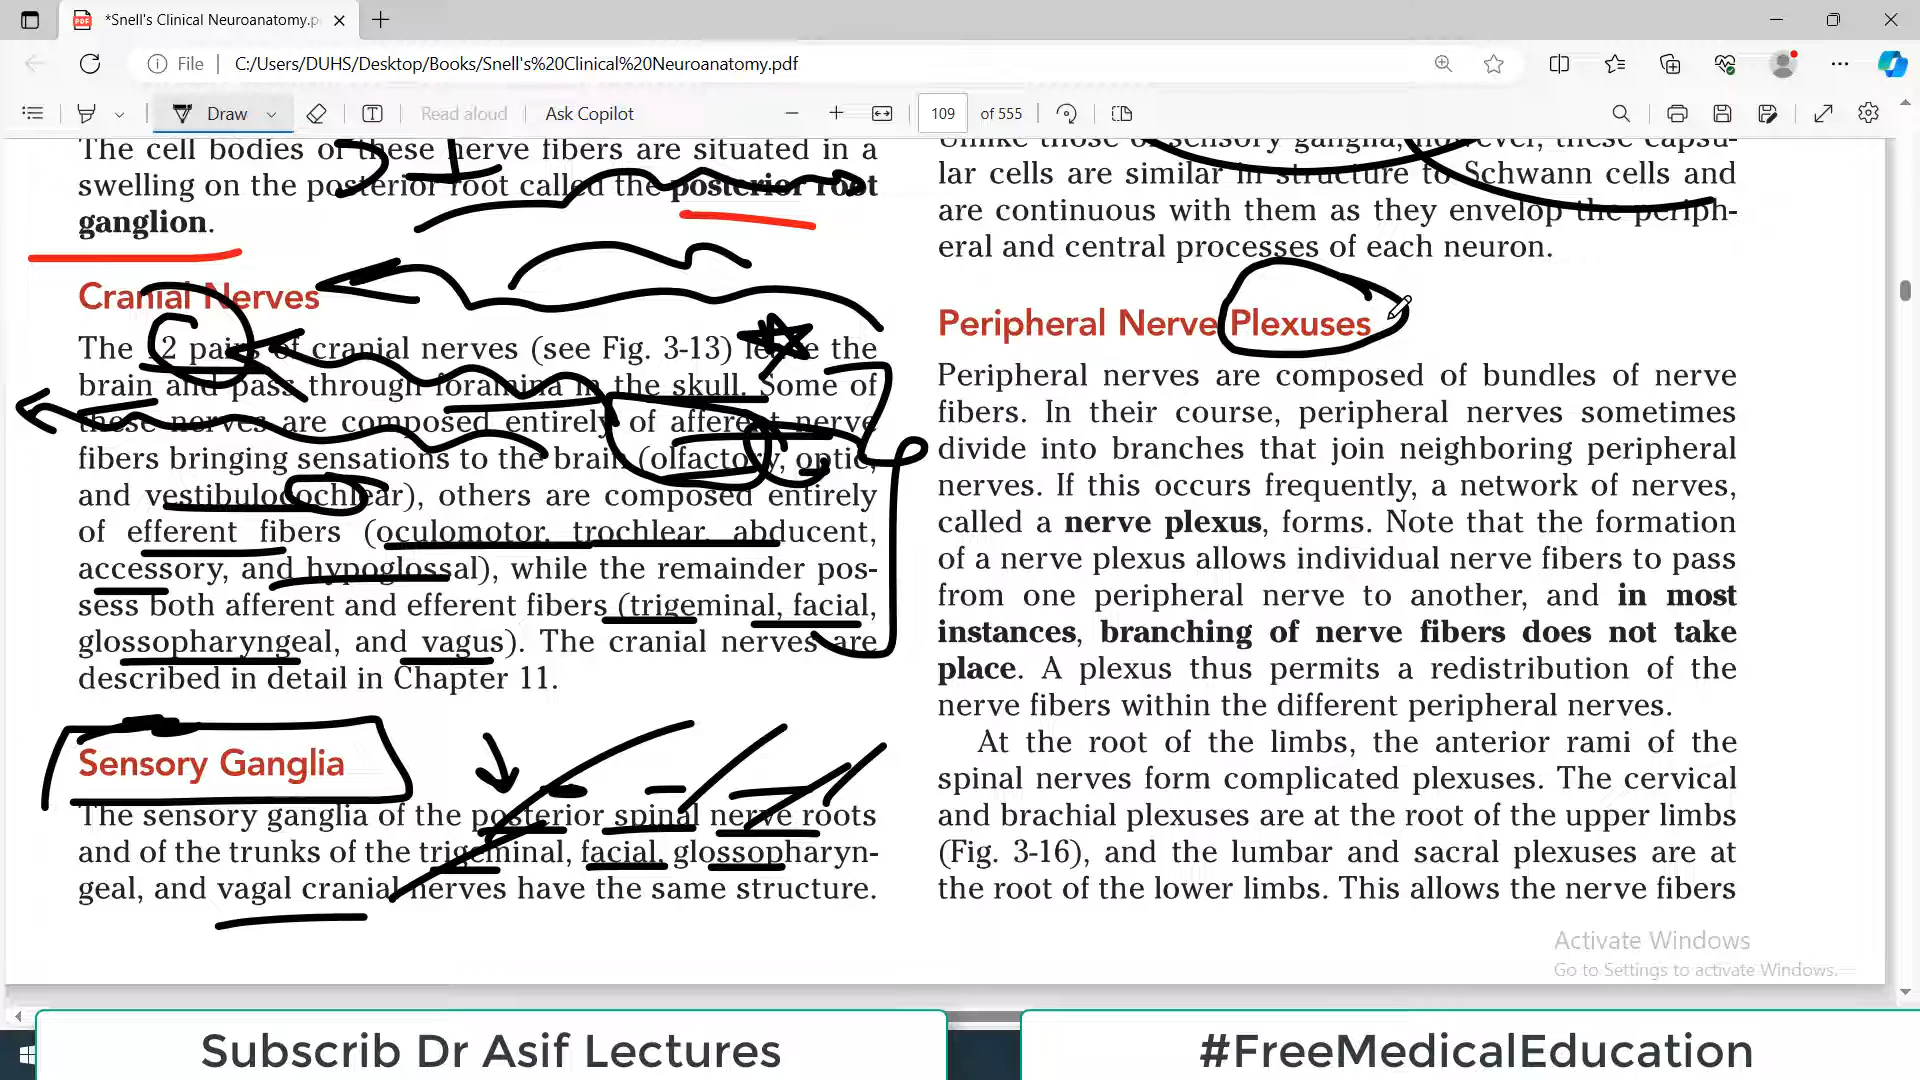 *Snell's Clinical Neuroanatomy.p
File
C:/Users/DUHS/Desktop/Books/Snell's%20Clinical%20Neuroanatomy.pdf
Draw
Read aloud
Ask Copilot
109 of 555
The cell bodies of these nerve fibers are situated in a
swelling on the posterior root called the posterior root
ganglion.
Cranial Nerves
The 12 pairs of cranial nerves (see Fig. 3-13) leave the
brain and pass through foramina in the skull. Some of
these nerves are composed entirely of afferent nerve
fibers bringing sensations to the brain (olfactory, optic,
and vestibulocochlear), others are composed entirely
of efferent fibers (oculomotor, trochlear, abducent,
accessory, and hypoglossal), while the remainder pos-
sess both afferent and efferent fibers (trigeminal, facial,
glossopharyngeal, and vagus). The cranial nerves are
described in detail in Chapter 11.
Sensory Ganglia
The sensory ganglia of the posterior spinal nerve roots
and of the trunks of the trigeminal, facial, glossopharyn-
geal, and vagal cranial nerves have the same structure.
Unlike those of sensory ganglia, however, these capsu-
lar cells are similar in structure to Schwann cells and
are continuous with them as they envelop the periph-
eral and central processes of each neuron.
Peripheral Nerve Plexuses
Peripheral nerves are composed of bundles of nerve
fibers. In their course, peripheral nerves sometimes
divide into branches that join neighboring peripheral
nerves. If this occurs frequently, a network of nerves,
called a nerve plexus, forms. Note that the formation
of a nerve plexus allows individual nerve fibers to pass
from one peripheral nerve to another, and in most
instances, branching of nerve fibers does not take
place. A plexus thus permits a redistribution of the
nerve fibers within the different peripheral nerves.
At the root of the limbs, the anterior rami of the
spinal nerves form complicated plexuses. The cervical
and brachial plexuses are at the root of the upper limbs
(Fig. 3-16), and the lumbar and sacral plexuses are at
the root of the lower limbs. This allows the nerve fibers
Activate Windows
Go to Settings to activate Windows.
Subscrib Dr Asif Lectures
#FreeMedicalEducation